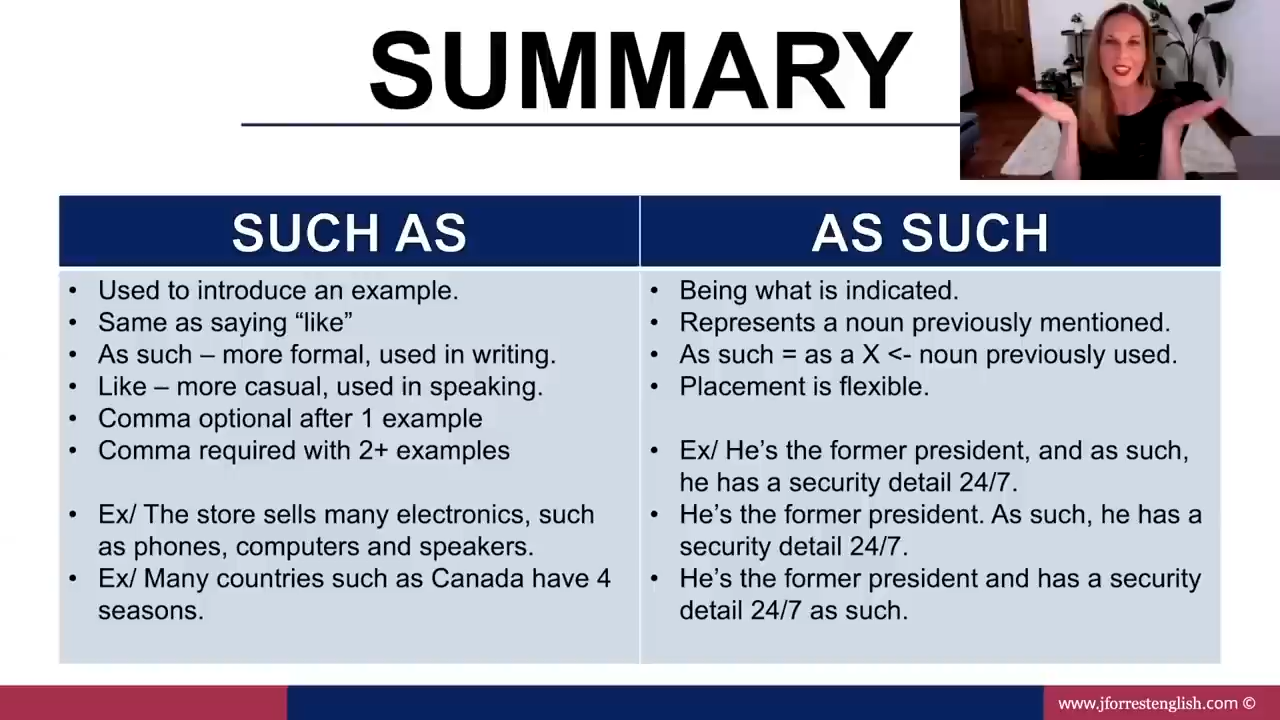 SUMMARY
SUCH AS
• Used to introduce an example.
• Same as saying “like”
• As such – more formal, used in writing.
• Like – more casual, used in speaking.
• Comma optional after 1 example
• Comma required with 2+ examples
• Ex/ The store sells many electronics, such
as phones, computers and speakers.
• Ex/ Many countries such as Canada have 4
seasons.
AS SUCH
• Being what is indicated.
• Represents a noun previously mentioned.
• As such = as a X <- noun previously used.
• Placement is flexible.
• Ex/ He’s the former president, and as such,
he has a security detail 24/7.
• He’s the former president. As such, he has a
security detail 24/7.
• He’s the former president and has a security
detail 24/7 as such.
www.jforrestenglish.com ©